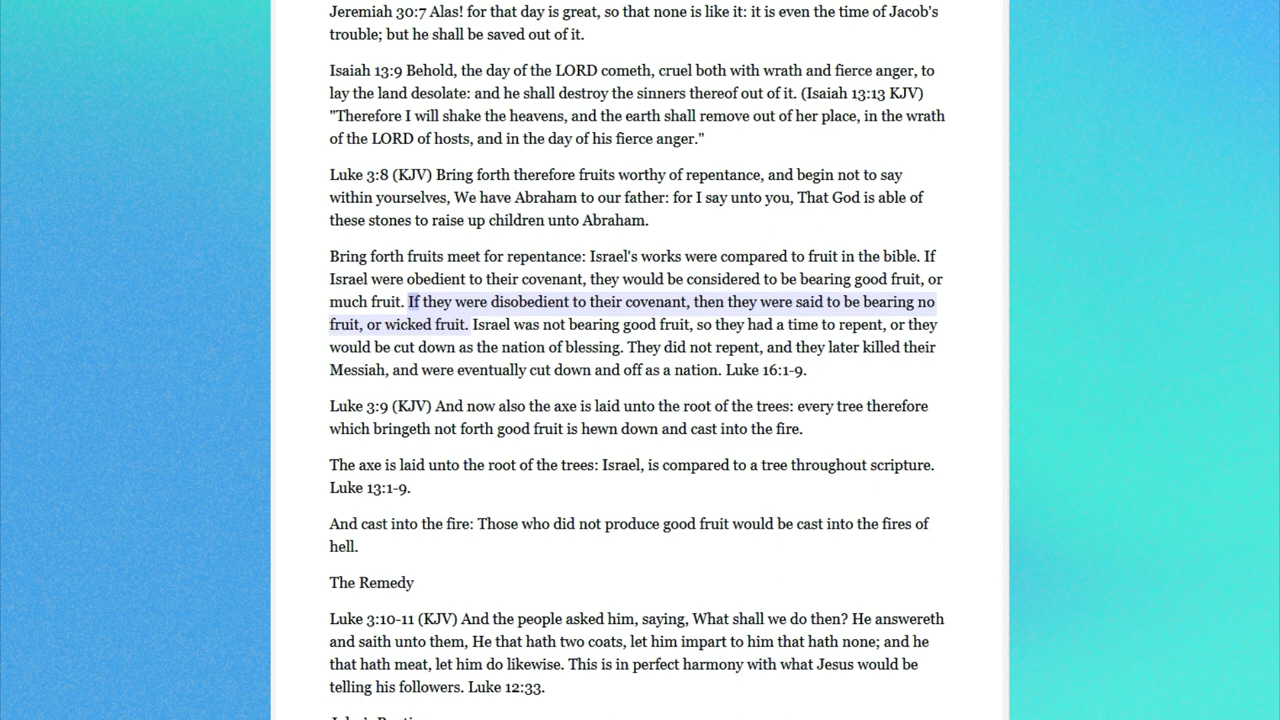 Jeremiah 30:7 Alas! for that day is great, so that none is like it: it is even the time of Jacob's
trouble; but he shall be saved out of it.
Isaiah 13:9 Behold, the day of the LORD cometh, cruel both with wrath and fierce anger, to
lay the land desolate: and he shall destroy the sinners thereof out of it. (Isaiah 13:13 KJV)
"Therefore I will shake the heavens, and the earth shall remove out of her place, in the wrath
of the LORD of hosts, and in the day of his fierce anger."
Luke 3:8 (KJV) Bring forth therefore fruits worthy of repentance, and begin not to say
within yourselves, We have Abraham to our father: for I say unto you, That God is able of
these stones to raise up children unto Abraham.
Bring forth fruits meet for repentance: Israel's works were compared to fruit in the bible. If
Israel were obedient to their covenant, they would be considered to be bearing good fruit, or
much fruit. If they were disobedient to their covenant, then they were said to be bearing no
fruit, or wicked fruit. Israel was not bearing good fruit, so they had a time to repent, or they
would be cut down as the nation of blessing. They did not repent, and they later killed their
Messiah, and were eventually cut down and off as a nation. Luke 16:1-9.
Luke 3:9 (KJV) And now also the axe is laid unto the root of the trees: every tree therefore
which bringeth not forth good fruit is hewn down and cast into the fire.
The axe is laid unto the root of the trees: Israel, is compared to a tree throughout scripture.
Luke 13:1-9.
And cast into the fire: Those who did not produce good fruit would be cast into the fires of
hell.
The Remedy
Luke 3:10-11 (KJV) And the people asked him, saying, What shall we do then? He answereth
and saith unto them, He that hath two coats, let him impart to him that hath none; and he
that hath meat, let him do likewise. This is in perfect harmony with what Jesus would be
telling his followers. Luke 12:33.